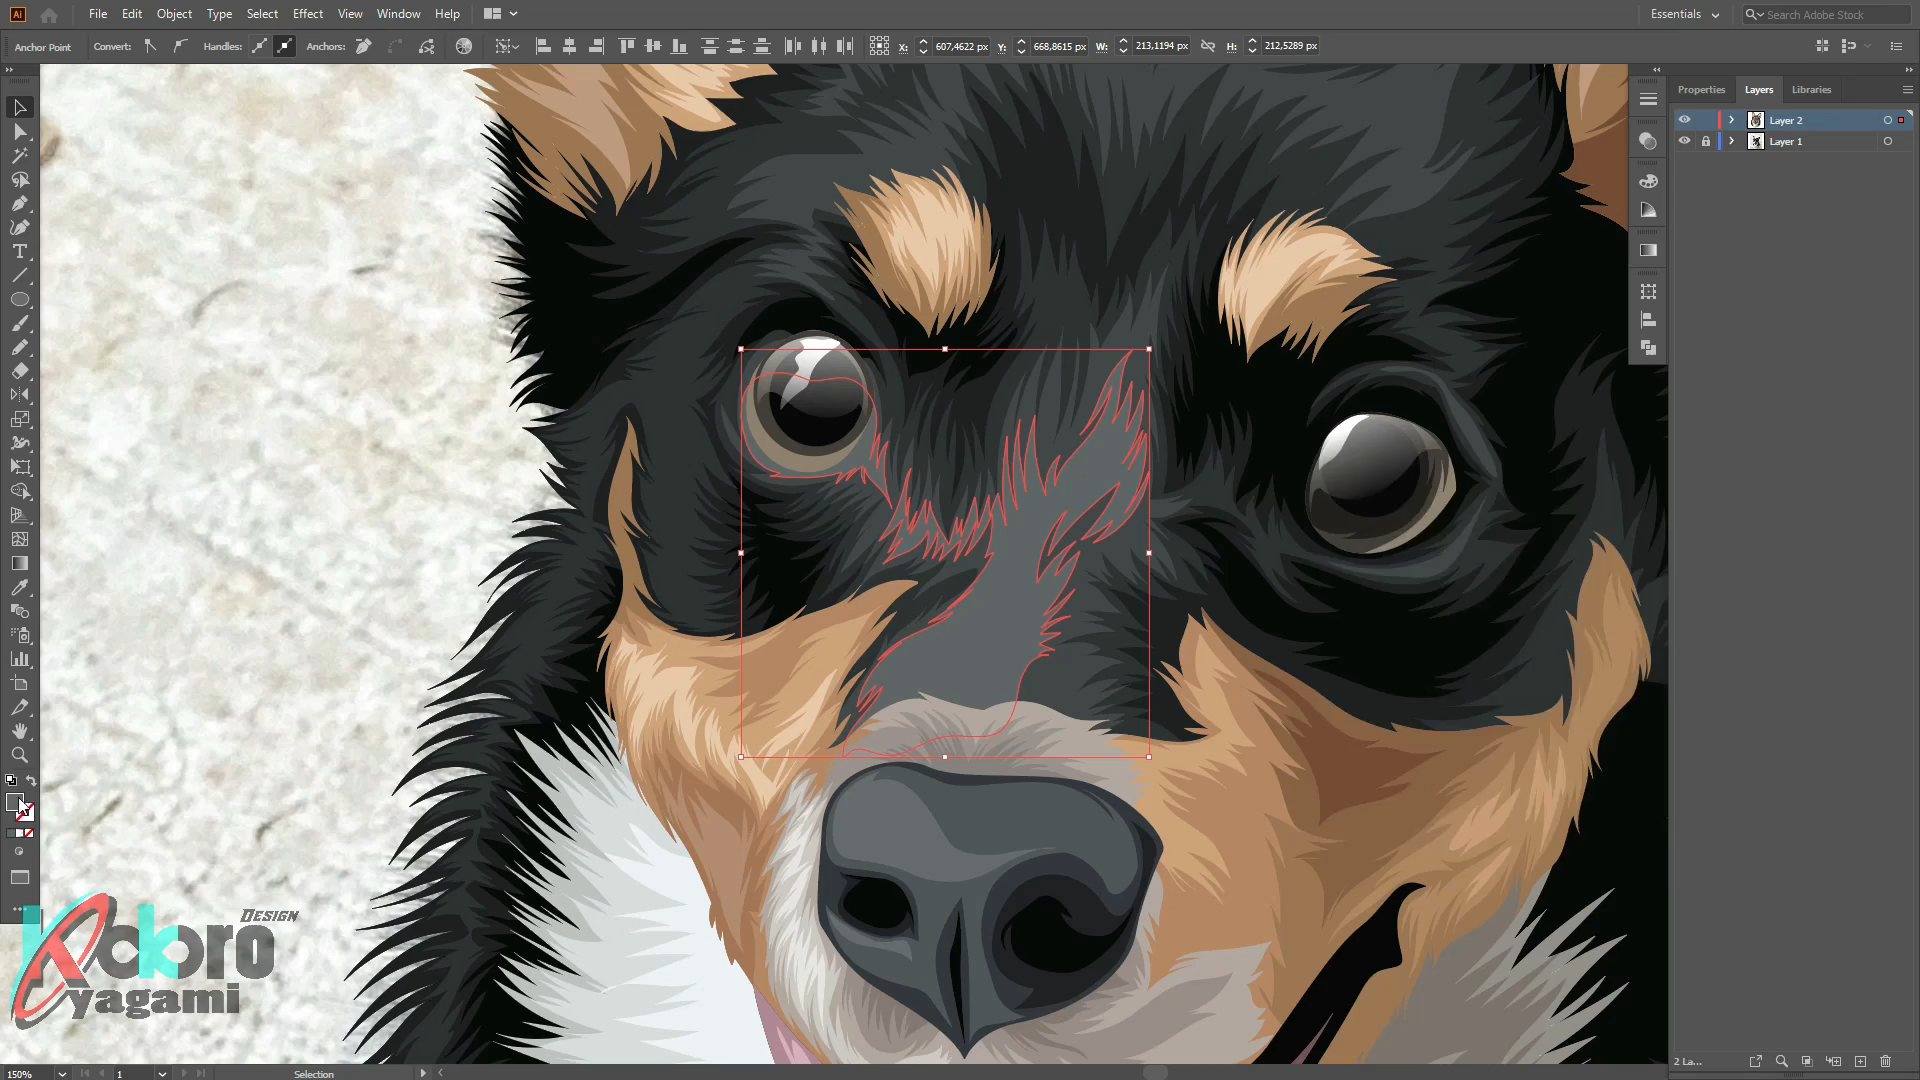 Ai File Edit Object Type Select Effect View Window Help Essentials Search Adobe Stock
Anchor Point Convert: Handles: Anchors: X: 607,4622 px Y: 668,8615 px W: 213,1194 px H: 212,5289 px
Properties Layers Libraries
Layer 2
Layer 1
Design
Kdoro
yagami
2 La...
150% 1 Selection